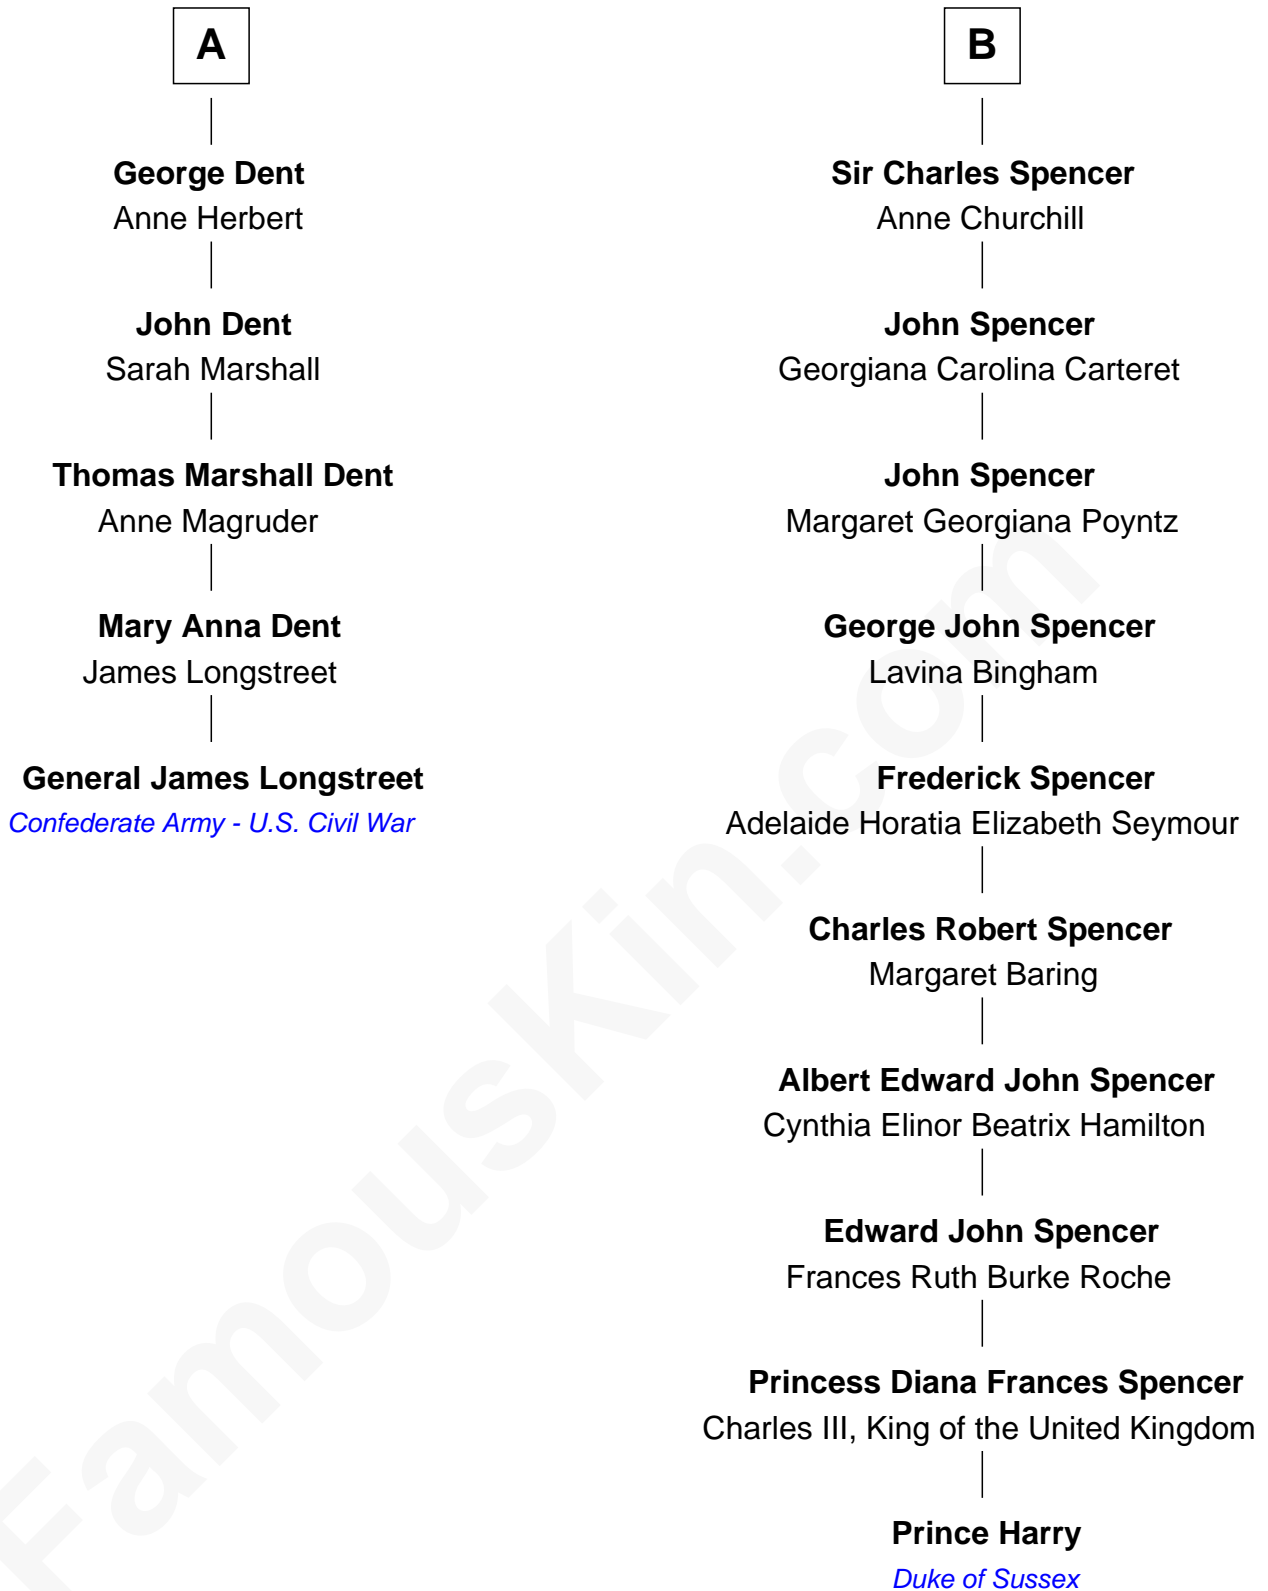 A
George Dent
Anne Herbert
John Dent
Sarah Marshall
Thomas Marshall Dent
Anne Magruder
Mary Anna Dent
James Longstreet
General James Longstreet
Confederate Army - U.S. Civil War
B
Sir Charles Spencer
Anne Churchill
John Spencer
Georgiana Carolina Carteret
John Spencer
Margaret Georgiana Poyntz
George John Spencer
Lavina Bingham
Frederick Spencer
Adelaide Horatia Elizabeth Seymour
Charles Robert Spencer
Margaret Baring
Albert Edward John Spencer
Cynthia Elinor Beatrix Hamilton
Edward John Spencer
Frances Ruth Burke Roche
Princess Diana Frances Spencer
Charles III, King of the United Kingdom
Prince Harry
Duke of Sussex
FamousKin.com